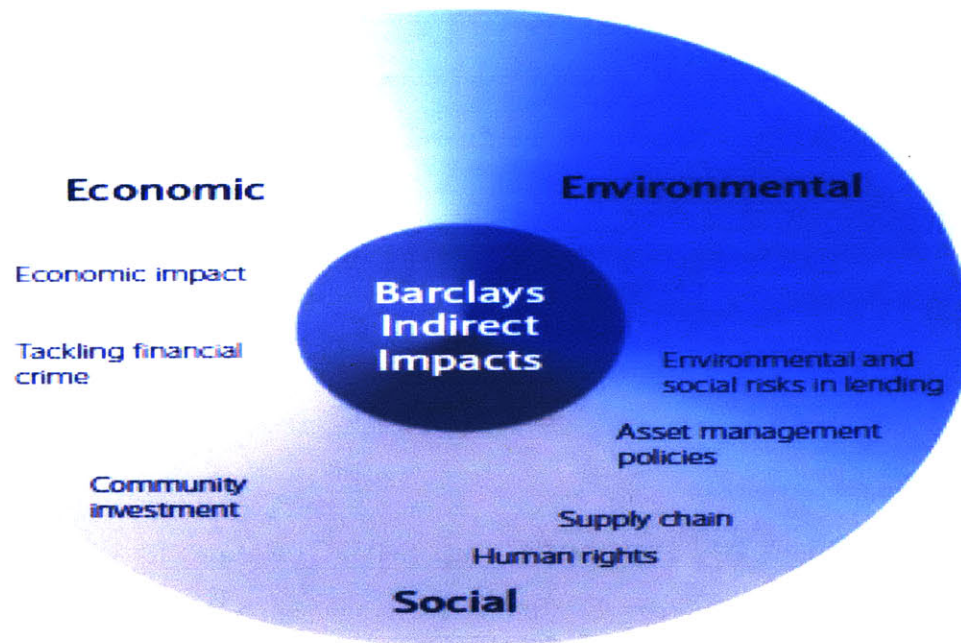 Economic
Environmental
Economic impact
Tackling financial
crime
Barclays
Indirect
Impacts
Environmental and
social risks in lending
Asset management
policies
Community
investment
Supply chain
Human rights
Social